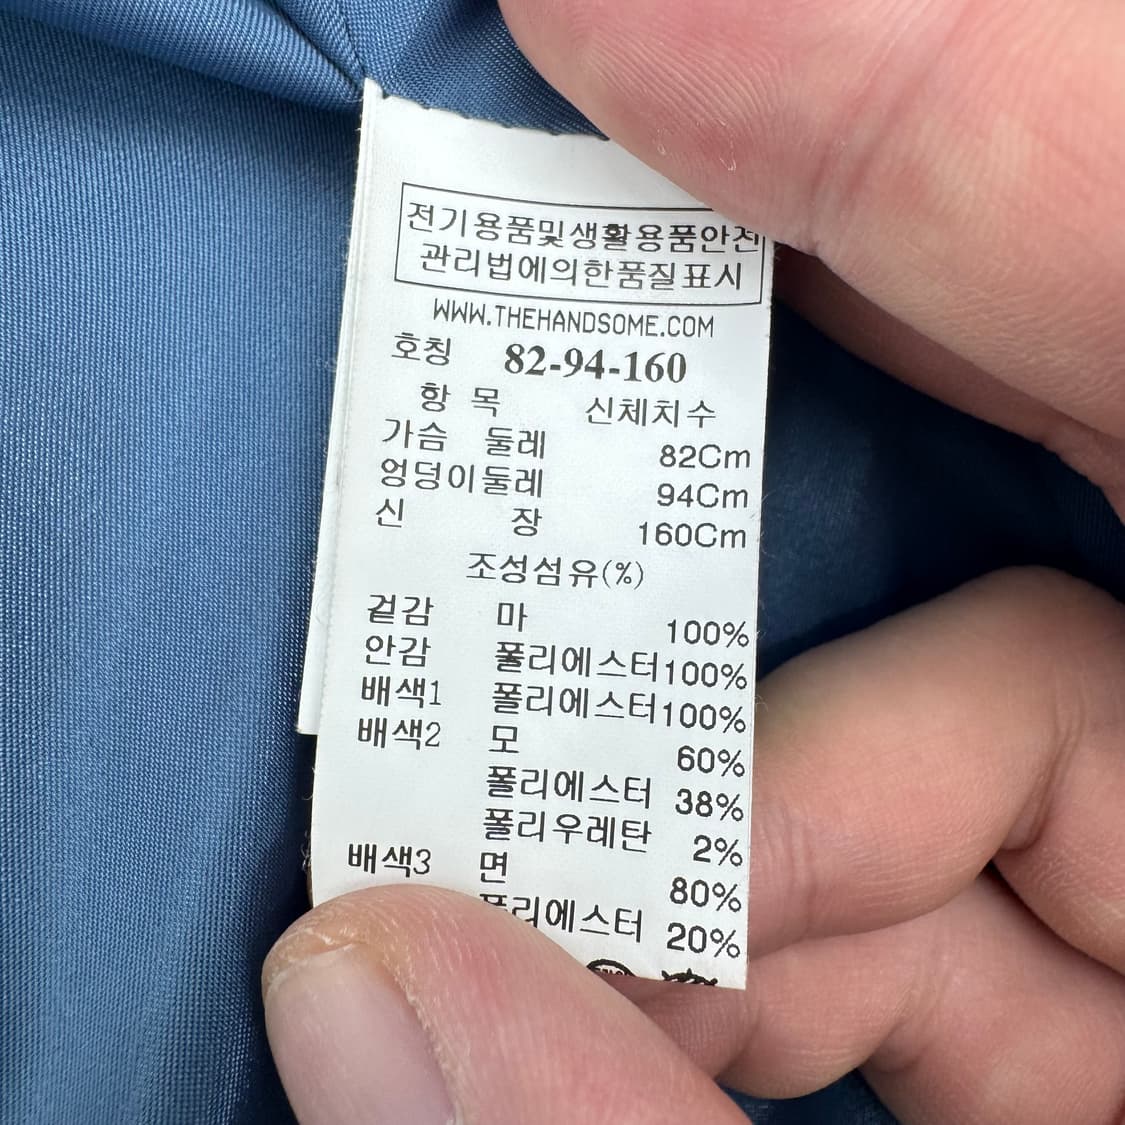 전기용품및생활용품안전
관리법에의한품질표시
WWW.THEHANDSOME.COM
호칭 82-94-160
항 목 신체치수
가슴 둘레 82Cm
엉덩이둘레 94Cm
신 장 160Cm
조성섬유(%)
겉감 마 100%
안감 폴리에스터100%
배색1 폴리에스터100%
배색2 모 60%
폴리에스터 38%
폴리우레탄 2%
배색3 면 80%
폴리에스터 20%